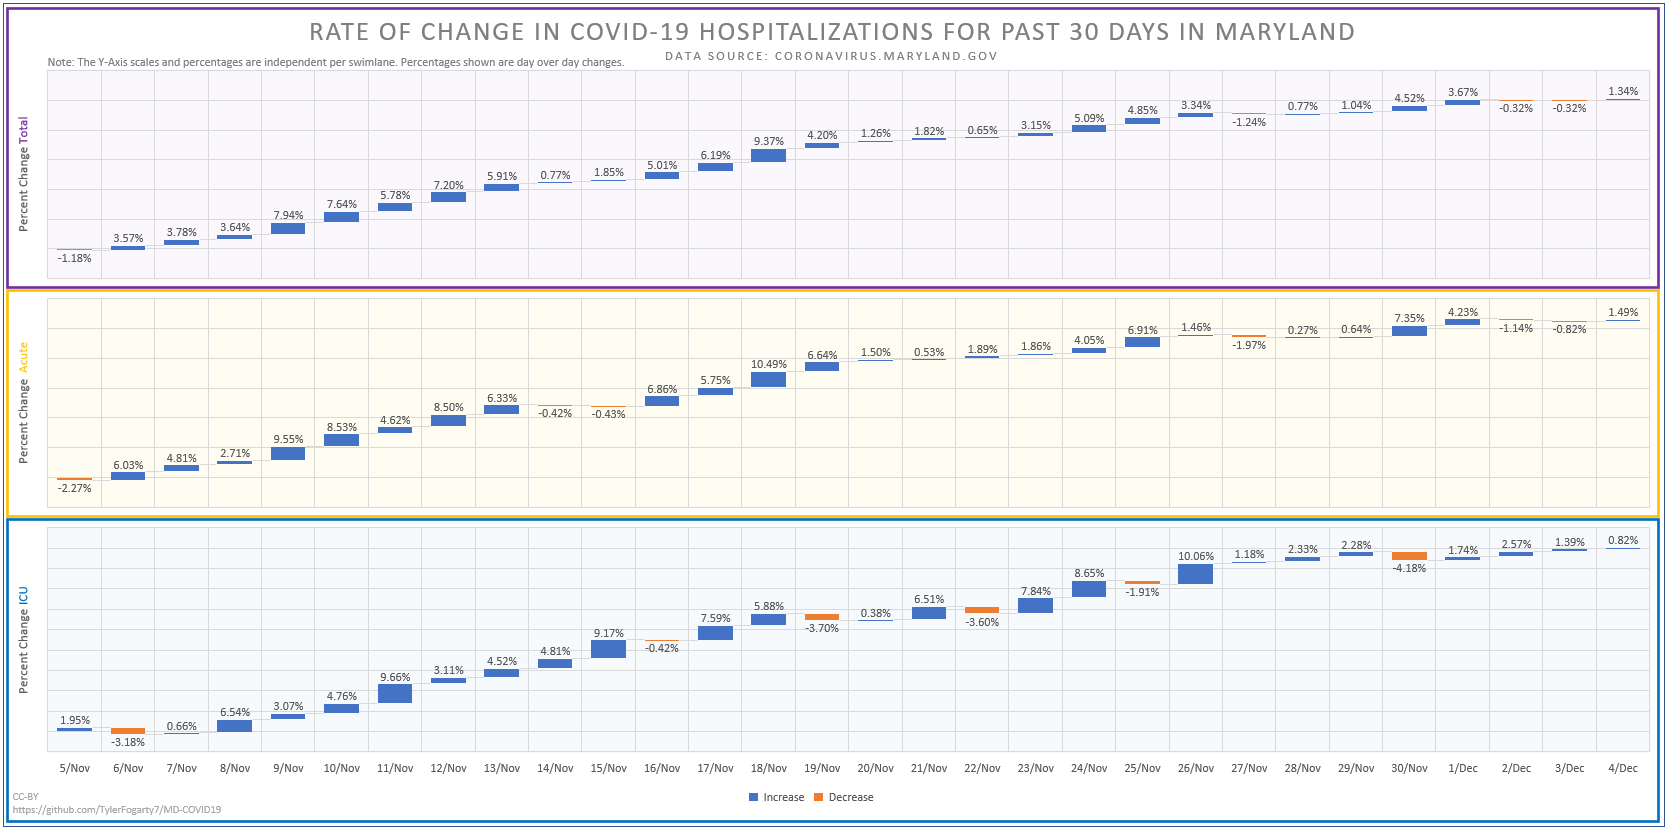 RATE OF CHANGE IN COVID-19 HOSPITALIZATIONS FOR PAST 30 DAYS IN MARYLAND
DATA SOURCE: CORONAVIRUS.MARYLAND.GOV
Note: The Y-Axis scales and percentages are independent per swimlane. Percentages shown are day over day changes.
Percent Change Total
-1.18% 3.57% 3.78% 3.64% 7.94% 7.64% 5.78% 7.20% 5.91% 0.77% 1.85% 5.01% 6.19% 9.37% 4.20% 1.26% 1.82% 0.65% 3.15% 5.09% 4.85% 3.34% -1.24% 0.77% 1.04% 4.52% 3.67% -0.32% -0.32% 1.34%
Percent Change Acute
-2.27% 6.03% 4.81% 2.71% 9.55% 8.53% 4.62% 8.50% 6.33% -0.42% -0.43% 6.86% 5.75% 10.49% 6.64% 1.50% 0.53% 1.89% 1.86% 4.05% 6.91% 1.46% -1.97% 0.27% 0.64% 7.35% 4.23% -1.14% -0.82% 1.49%
Percent Change ICU
1.95% -3.18% 0.66% 6.54% 3.07% 4.76% 9.66% 3.11% 4.52% 4.81% 9.17% -0.42% 7.59% 5.88% -3.70% 0.38% 6.51% -3.60% 7.84% 8.65% -1.91% 10.06% 1.18% 2.33% 2.28% -4.18% 1.74% 2.57% 1.39% 0.82%
5/Nov 6/Nov 7/Nov 8/Nov 9/Nov 10/Nov 11/Nov 12/Nov 13/Nov 14/Nov 15/Nov 16/Nov 17/Nov 18/Nov 19/Nov 20/Nov 21/Nov 22/Nov 23/Nov 24/Nov 25/Nov 26/Nov 27/Nov 28/Nov 29/Nov 30/Nov 1/Dec 2/Dec 3/Dec 4/Dec
Increase Decrease
CC-BY
https://github.com/TylerFogarty7/MD-COVID19